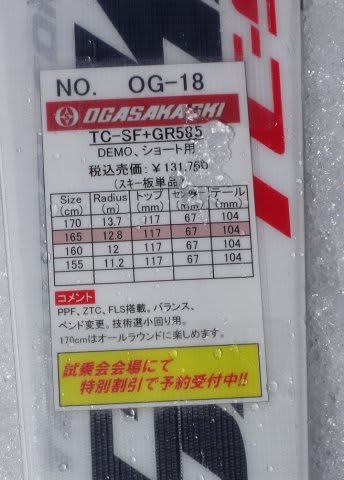 NO. OG-18
OGASAKA SKI
TC-SF+GR585
DEMO、ショート用
税込売価：￥131,760
(スキー板単品)
Size (cm) Radius (m) トップ (mm) センター (mm) テール (mm)
170 13.7 117 67 104
165 12.8 117 67 104
160 12 117 67 104
155 11.2 117 67 104
コメント
PPF、ZTC、FLS搭載。バランス、
ベンド変更。技術選小回り用。
170cmはオールラウンドに楽しめます。
試乗会会場にて
特別割引で予約受付中!!